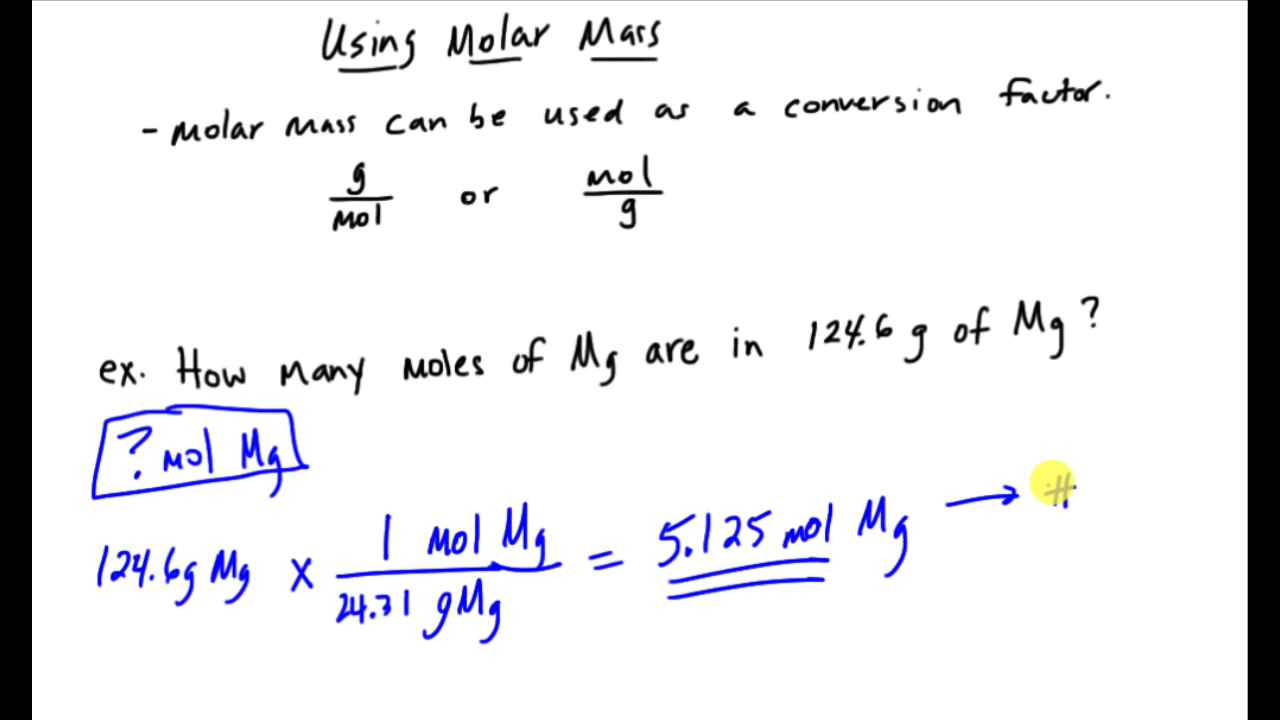 Using Molar Mass
- Molar mass can be used as a conversion factor.
g/mol or mol/g
ex. How many moles of Mg are in 124.6 g of Mg?
? mol Mg
124.6g Mg x 1 mol Mg/24.31 g Mg = 5.125 mol Mg → #